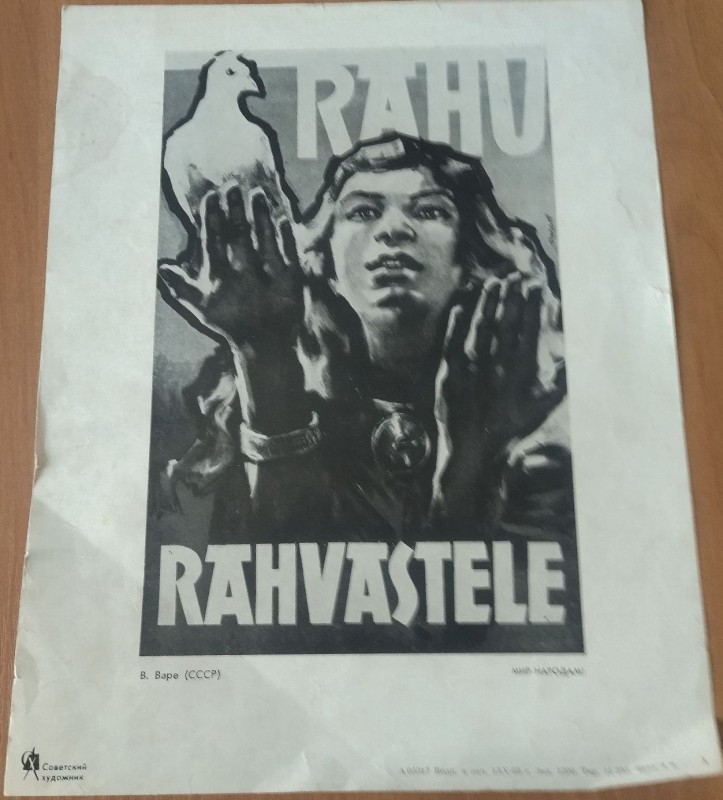 RAHU
RAHVASTELE
В. Варе (СССР)
МИР НАРОДАМ!
Советский
художник